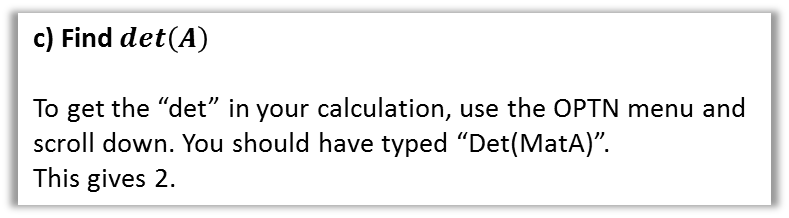 c) Find det(A)
To get the “det” in your calculation, use the OPTN menu and
scroll down. You should have typed “Det(MatA)”.
This gives 2.